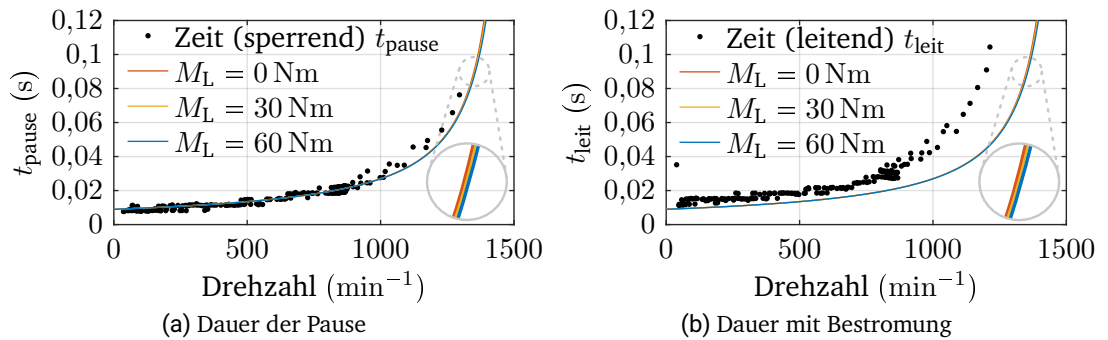 0,12
0,1
0,08
0,06
0,04
0,02
0
t_pause (s)
Zeit (sperrend) t_pause
M_L = 0 Nm
M_L = 30 Nm
M_L = 60 Nm
0 500 1000 1500
Drehzahl (min⁻¹)
(a) Dauer der Pause
0,12
0,1
0,08
0,06
0,04
0,02
0
t_leit (s)
Zeit (leitend) t_leit
M_L = 0 Nm
M_L = 30 Nm
M_L = 60 Nm
0 500 1000 1500
Drehzahl (min⁻¹)
(b) Dauer mit Bestromung